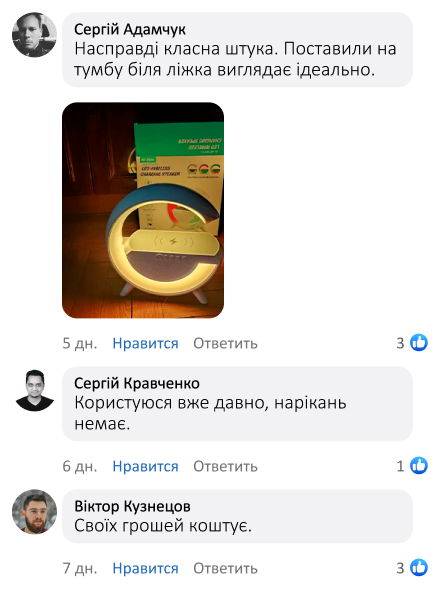 Сергій Адамчук
Насправді класна штука. Поставили на
тумбу біля ліжка виглядає ідеально.
LED WIRELESS
CHARGING SPEAKER
5 дн. Нравится Ответить 3
Сергій Кравченко
Користуюся вже давно, нарікань
немає.
6 дн. Нравится Ответить 1
Віктор Кузнецов
Своїх грошей коштує.
7 дн. Нравится Ответить 3